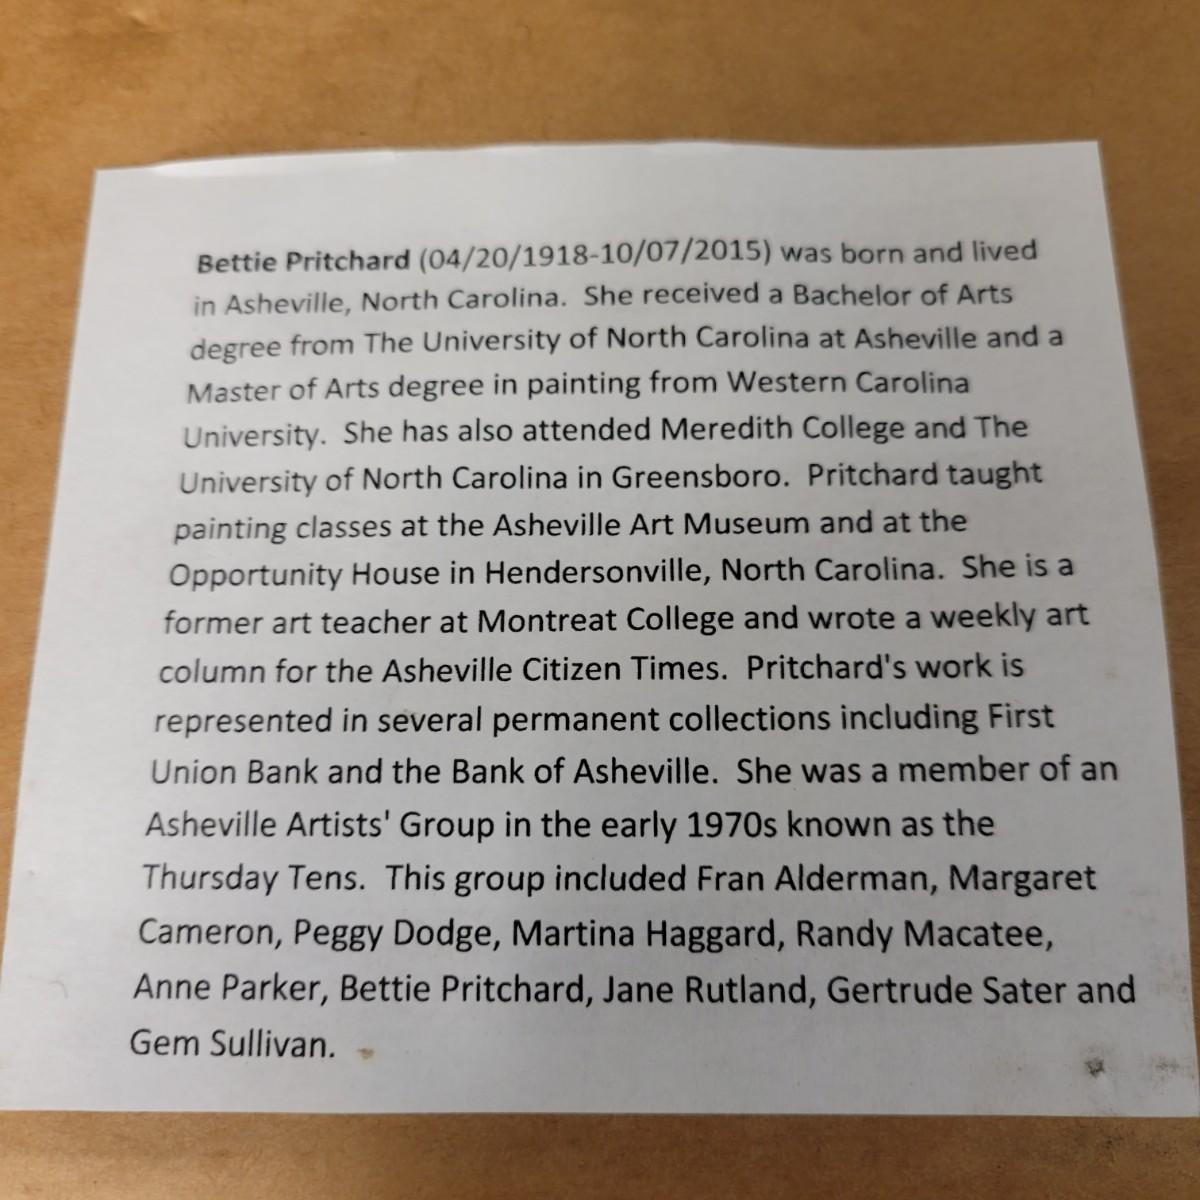 Bettie Pritchard (04/20/1918-10/07/2015) was born and lived
in Asheville, North Carolina.  She received a Bachelor of Arts
degree from The University of North Carolina at Asheville and a
Master of Arts degree in painting from Western Carolina
University.  She has also attended Meredith College and The
University of North Carolina in Greensboro.  Pritchard taught
painting classes at the Asheville Art Museum and at the
Opportunity House in Hendersonville, North Carolina.  She is a
former art teacher at Montreat College and wrote a weekly art
column for the Asheville Citizen Times.  Pritchard's work is
represented in several permanent collections including First
Union Bank and the Bank of Asheville.  She was a member of an
Asheville Artists' Group in the early 1970s known as the
Thursday Tens.  This group included Fran Alderman, Margaret
Cameron, Peggy Dodge, Martina Haggard, Randy Macatee,
Anne Parker, Bettie Pritchard, Jane Rutland, Gertrude Sater and
Gem Sullivan.